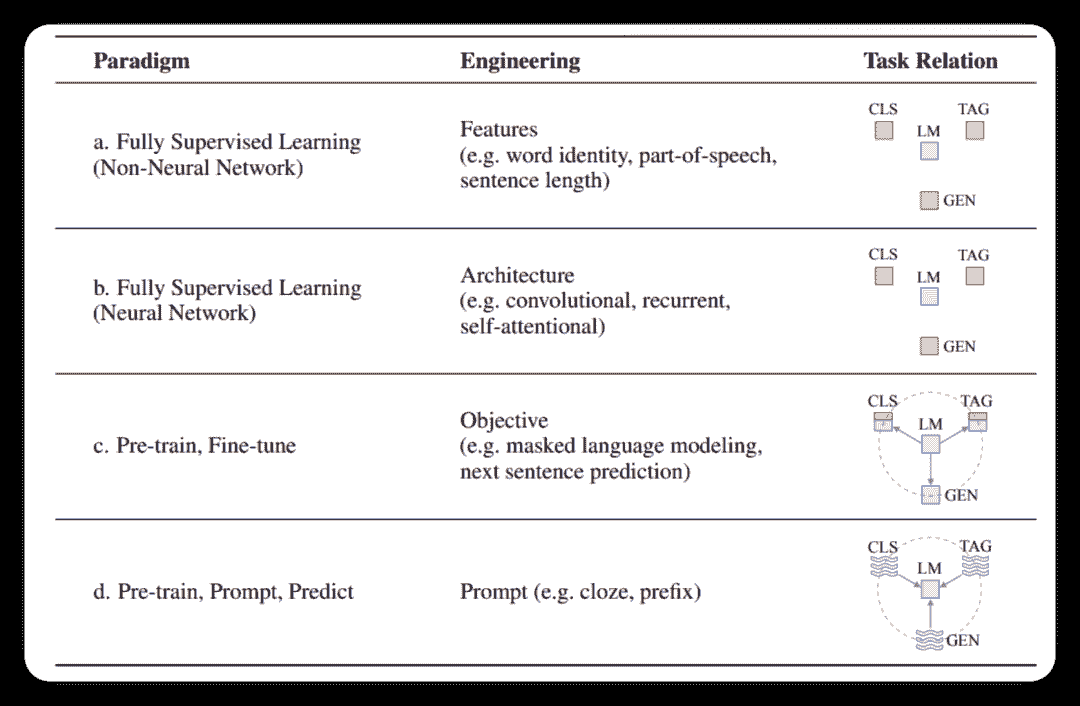 Paradigm Engineering Task Relation
a. Fully Supervised Learning
(Non-Neural Network)
Features
(e.g. word identity, part-of-speech,
sentence length)
CLS TAG
LM
GEN
b. Fully Supervised Learning
(Neural Network)
Architecture
(e.g. convolutional, recurrent,
self-attentional)
CLS TAG
LM
GEN
c. Pre-train, Fine-tune
Objective
(e.g. masked language modeling,
next sentence prediction)
CLS TAG
LM
GEN
d. Pre-train, Prompt, Predict
Prompt (e.g. cloze, prefix)
CLS TAG
LM
GEN